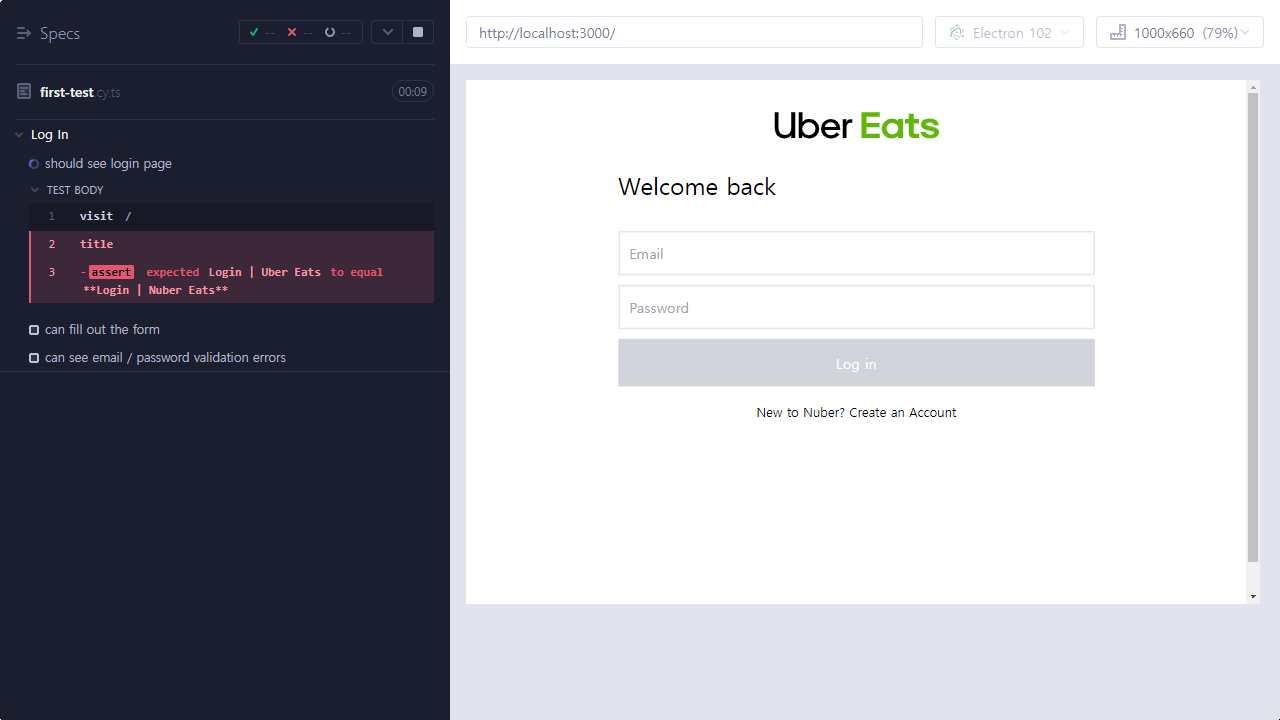 Specs
-- -- --
first-test.cy.ts
00:09
Log In
should see login page
TEST BODY
1 visit /
2 title
3 -assert expected Login | Uber Eats to equal
**Login | Nuber Eats**
can fill out the form
can see email / password validation errors
http://localhost:3000/
Electron 102
1000x660 (79%)
Uber Eats
Welcome back
Email
Password
Log in
New to Nuber? Create an Account